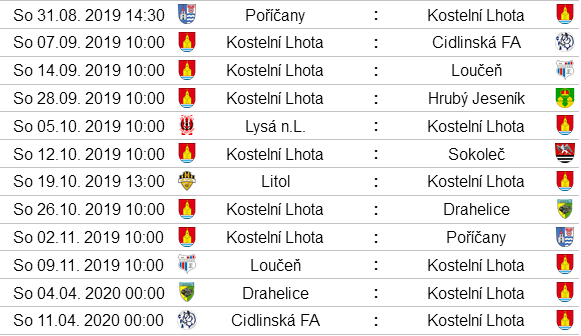 So 31.08. 2019 14:30 Poříčany : Kostelní Lhota
So 07.09. 2019 10:00 Kostelní Lhota : Cidlinská FA
So 14.09. 2019 10:00 Kostelní Lhota : Loučeň
So 28.09. 2019 10:00 Kostelní Lhota : Hrubý Jeseník
So 05.10. 2019 10:00 Lysá n.L. : Kostelní Lhota
So 12.10. 2019 10:00 Kostelní Lhota : Sokoleč
So 19.10. 2019 13:00 Litol : Kostelní Lhota
So 26.10. 2019 10:00 Kostelní Lhota : Drahelice
So 02.11. 2019 10:00 Kostelní Lhota : Poříčany
So 09.11. 2019 10:00 Loučeň : Kostelní Lhota
So 04.04. 2020 00:00 Drahelice : Kostelní Lhota
So 11.04. 2020 00:00 Cidlinská FA : Kostelní Lhota